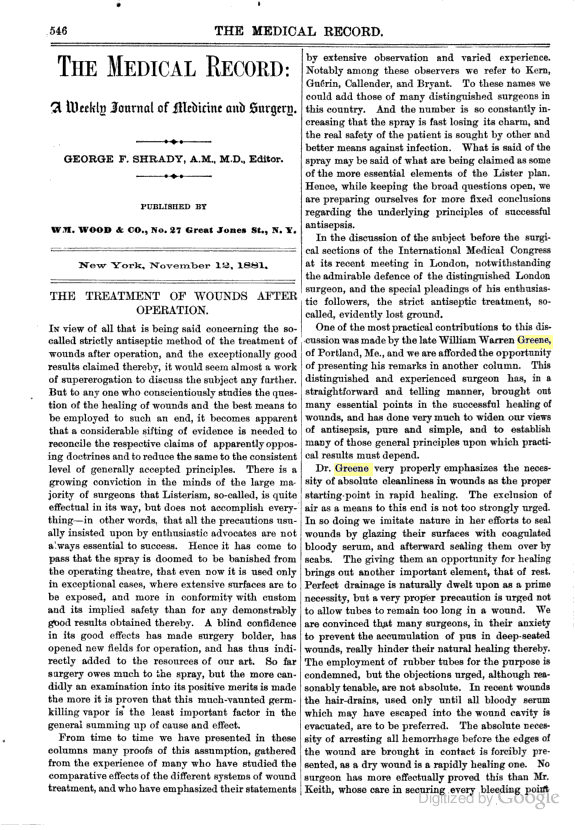 546
THE MEDICAL RECORD.
THE MEDICAL RECORD:
A Weekly Journal of Medicine and Surgery.
GEORGE F. SHRADY, A.M., M.D., Editor.
PUBLISHED BY
WM. WOOD & CO., No. 27 Great Jones St., N. Y.
New York, November 12, 1881.
THE TREATMENT OF WOUNDS AFTER
OPERATION.
IN view of all that is being said concerning the so-
called strictly antiseptic method of the treatment of
wounds after operation, and the exceptionally good
results claimed thereby, it would seem almost a work
of supererogation to discuss the subject any further.
But to any one who conscientiously studies the ques-
tion of the healing of wounds and the best means to
be employed to such an end, it becomes apparent
that a considerable sifting of evidence is needed to
reconcile the respective claims of apparently oppos-
ing doctrines and to reduce the same to the consistent
level of generally accepted principles. There is a
growing conviction in the minds of the large ma-
jority of surgeons that Listerism, so-called, is quite
effectual in its way, but does not accomplish every-
thing—in other words, that all the precautions usu-
ally insisted upon by enthusiastic advocates are not
always essential to success. Hence it has come to
pass that the spray is doomed to be banished from
the operating theatre, that even now it is used only
in exceptional cases, where extensive surfaces are to
be exposed, and more in conformity with custom
and its implied safety than for any demonstrably
good results obtained thereby. A blind confidence
in its good effects has made surgery bolder, has
opened new fields for operation, and has thus indi-
rectly added to the resources of our art. So far
surgery owes much to the spray, but the more can-
didly an examination into its positive merits is made
the more it is proven that this much-vaunted germ-
killing vapor is the least important factor in the
general summing up of cause and effect.
From time to time we have presented in these
columns many proofs of this assumption, gathered
from the experience of many who have studied the
comparative effects of the different systems of wound
treatment, and who have emphasized their statements
by extensive observation and varied experience.
Notably among these observers we refer to Kern,
Guérin, Callender, and Bryant. To these names we
could add those of many distinguished surgeons in
this country. And the number is so constantly in-
creasing that the spray is fast losing its charm, and
the real safety of the patient is sought by other and
better means against infection. What is said of the
spray may be said of what are being claimed as some
of the more essential elements of the Lister plan.
Hence, while keeping the broad questions open, we
are preparing ourselves for more fixed conclusions
regarding the underlying principles of successful
antisepsis.
In the discussion of the subject before the surgi-
cal sections of the International Medical Congress
at its recent meeting in London, notwithstanding
the admirable defence of the distinguished London
surgeon, and the special pleadings of his enthusias-
tic followers, the strict antiseptic treatment, so-
called, evidently lost ground.
One of the most practical contributions to this dis-
cussion was made by the late William Warren Greene,
of Portland, Me., and we are afforded the opportunity
of presenting his remarks in another column. This
distinguished and experienced surgeon has, in a
straightforward and telling manner, brought out
many essential points in the successful healing of
wounds, and has done very much to widen our views
of antisepsis, pure and simple, and to establish
many of those general principles upon which practi-
cal results must depend.
Dr. Greene very properly emphasizes the neces-
sity of absolute cleanliness in wounds as the proper
starting-point in rapid healing. The exclusion of
air as a means to this end is not too strongly urged.
In so doing we imitate nature in her efforts to seal
wounds by glazing their surfaces with coagulated
bloody serum, and afterward sealing them over by
scabs. The giving them an opportunity for healing
brings out another important element, that of rest.
Perfect drainage is naturally dwelt upon as a prime
necessity, but a very proper precaution is urged not
to allow tubes to remain too long in a wound. We
are convinced that many surgeons, in their anxiety
to prevent the accumulation of pus in deep-seated
wounds, really hinder their natural healing thereby.
The employment of rubber tubes for the purpose is
condemned, but the objections urged, although rea-
sonably tenable, are not absolute. In recent wounds
the hair-drains, used only until all bloody serum
which may have escaped into the wound cavity is
evacuated, are to be preferred. The absolute neces-
sity of arresting all hemorrhage before the edges of
the wound are brought in contact is forcibly pre-
sented, as a dry wound is a rapidly healing one. No
surgeon has more effectually proved this than Mr.
Keith, whose care in securing every bleeding point
Digitized by Google